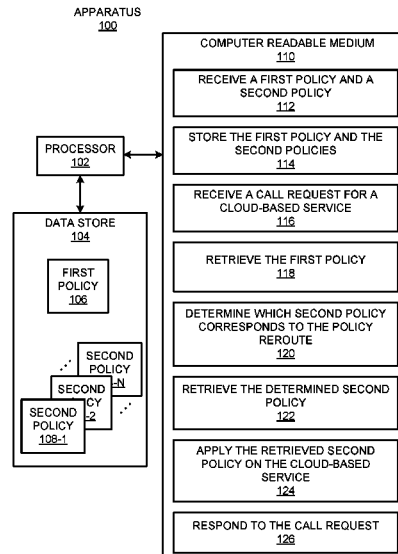 APPARATUS
100
COMPUTER READABLE MEDIUM
110
RECEIVE A FIRST POLICY AND A
SECOND POLICY
112
STORE THE FIRST POLICY AND THE
SECOND POLICIES
114
RECEIVE A CALL REQUEST FOR A
CLOUD-BASED SERVICE
116
RETRIEVE THE FIRST POLICY
118
DETERMINE WHICH SECOND POLICY
CORRESPONDS TO THE POLICY
REROUTE
120
RETRIEVE THE DETERMINED SECOND
POLICY
122
APPLY THE RETRIEVED SECOND
POLICY ON THE CLOUD-BASED
SERVICE
124
RESPOND TO THE CALL REQUEST
126
PROCESSOR
102
DATA STORE
104
FIRST
POLICY
106
SECOND
POLICY
-N
SECOND
POLICY
-2
SECOND
POLICY
108-1